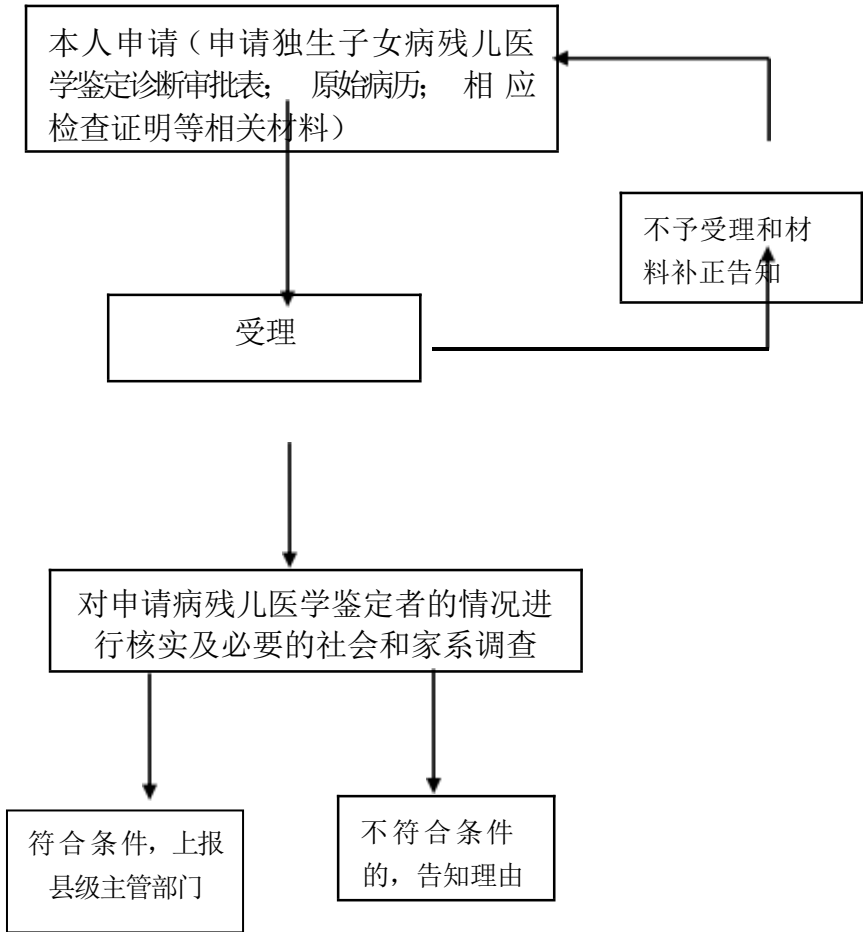 本人申请（申请独生子女病残儿医
学鉴定诊断审批表； 原始病历； 相 应
检查证明等相关材料）
不予受理和材
料补正告知
受理
对申请病残儿医学鉴定者的情况进
行核实及必要的社会和家系调查
符合条件，上报
县级主管部门
不符合条件
的，告知理由